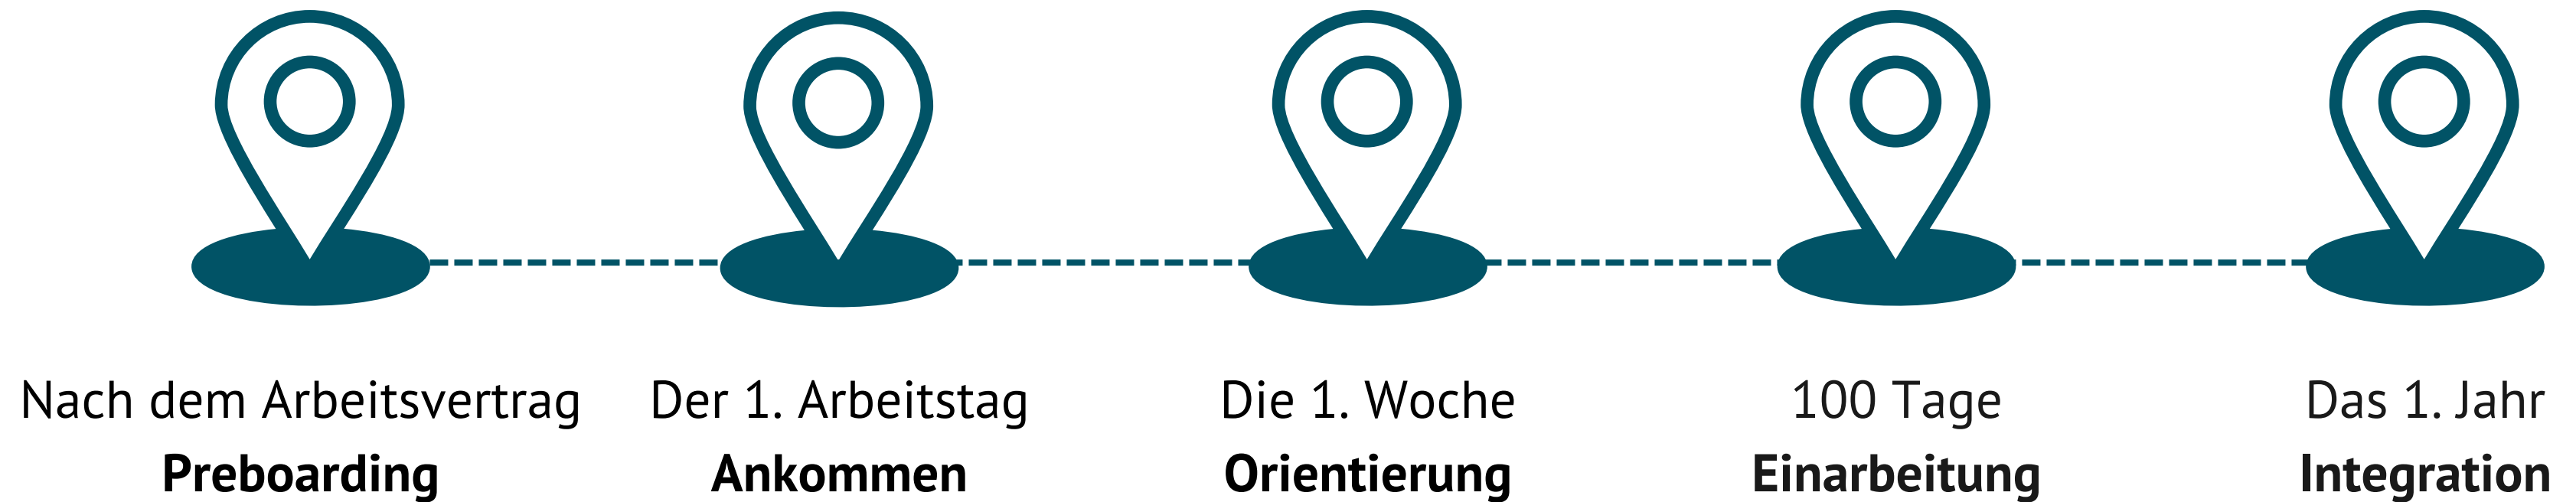 Nach dem Arbeitsvertrag
Preboarding
Der 1. Arbeitstag
Ankommen
Die 1. Woche
Orientierung
100 Tage
Einarbeitung
Das 1. Jahr
Integration